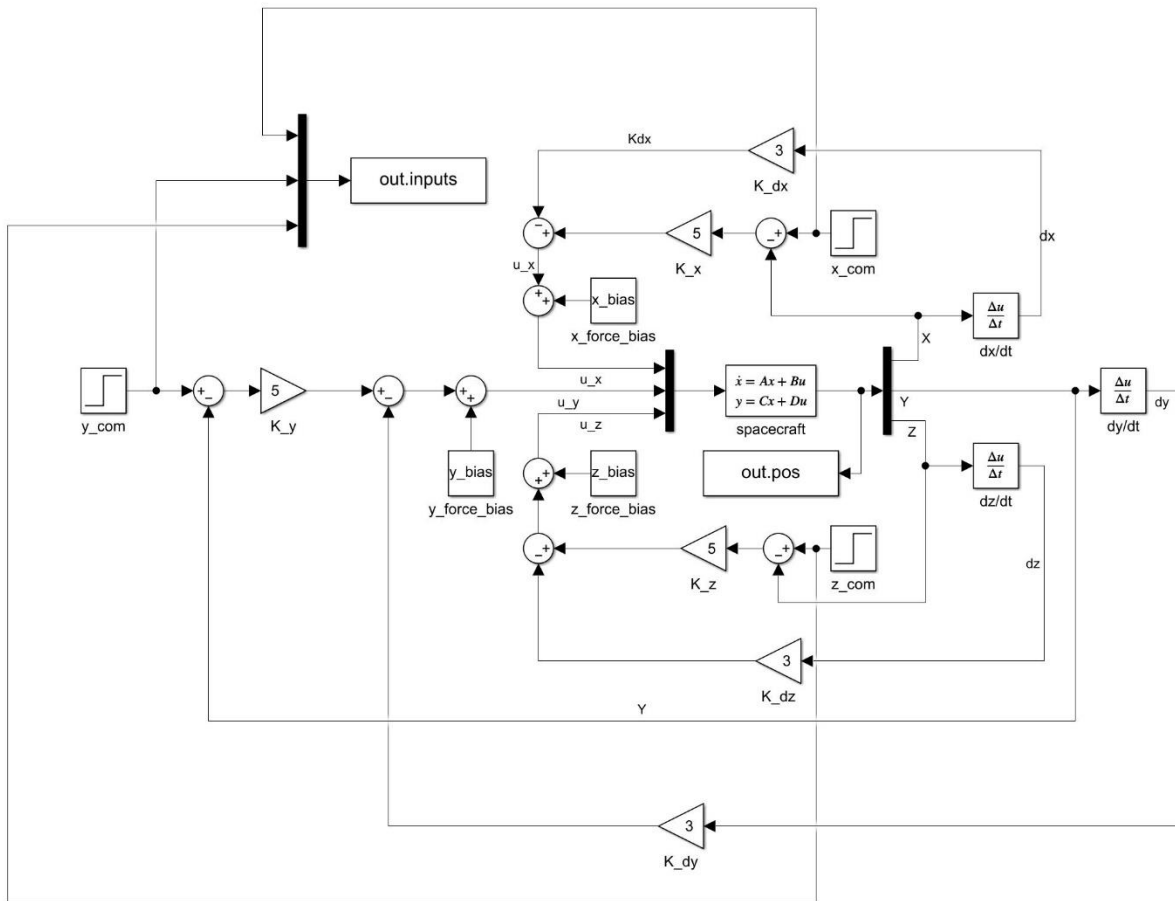 Kdx
3
K_dx
out.inputs
5
K_x
x_com
dx
u_x
x_bias
x_force_bias
X
Δu
Δt
dx/dt
y_com
5
K_y
u_x
u_y
u_z
ẋ = Ax + Bu
y = Cx + Du
spacecraft
Y
Z
Δu
Δt
dy/dt
dy
y_bias
y_force_bias
z_bias
z_force_bias
out.pos
Δu
Δt
dz/dt
5
K_z
z_com
dz
3
K_dz
Y
3
K_dy